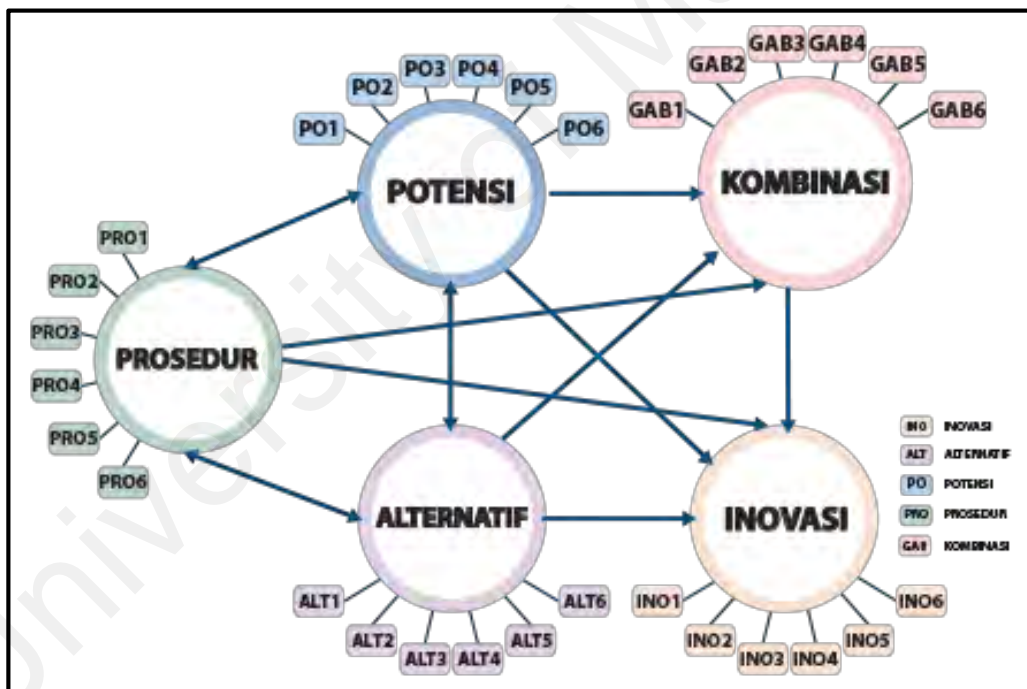 GAB3 GAB4
PO3 PO4
GAB2 GAB5
PO2 PO5
GAB1 GAB6
PO1 PO6
POTENSI
KOMBINASI
PRO1
PRO2
PRO3
PROSEDUR
PRO4
PRO5
PRO6
INO INOVASI
ALT ALTERNATIF
PO POTENSI
PRO PROSEDUR
GAB KOMBINASI
ALTERNATIF
INOVASI
ALT1 ALT6
ALT2 ALT5
ALT3 ALT4
INO1 INO6
INO2 INO5
INO3 INO4
University of M